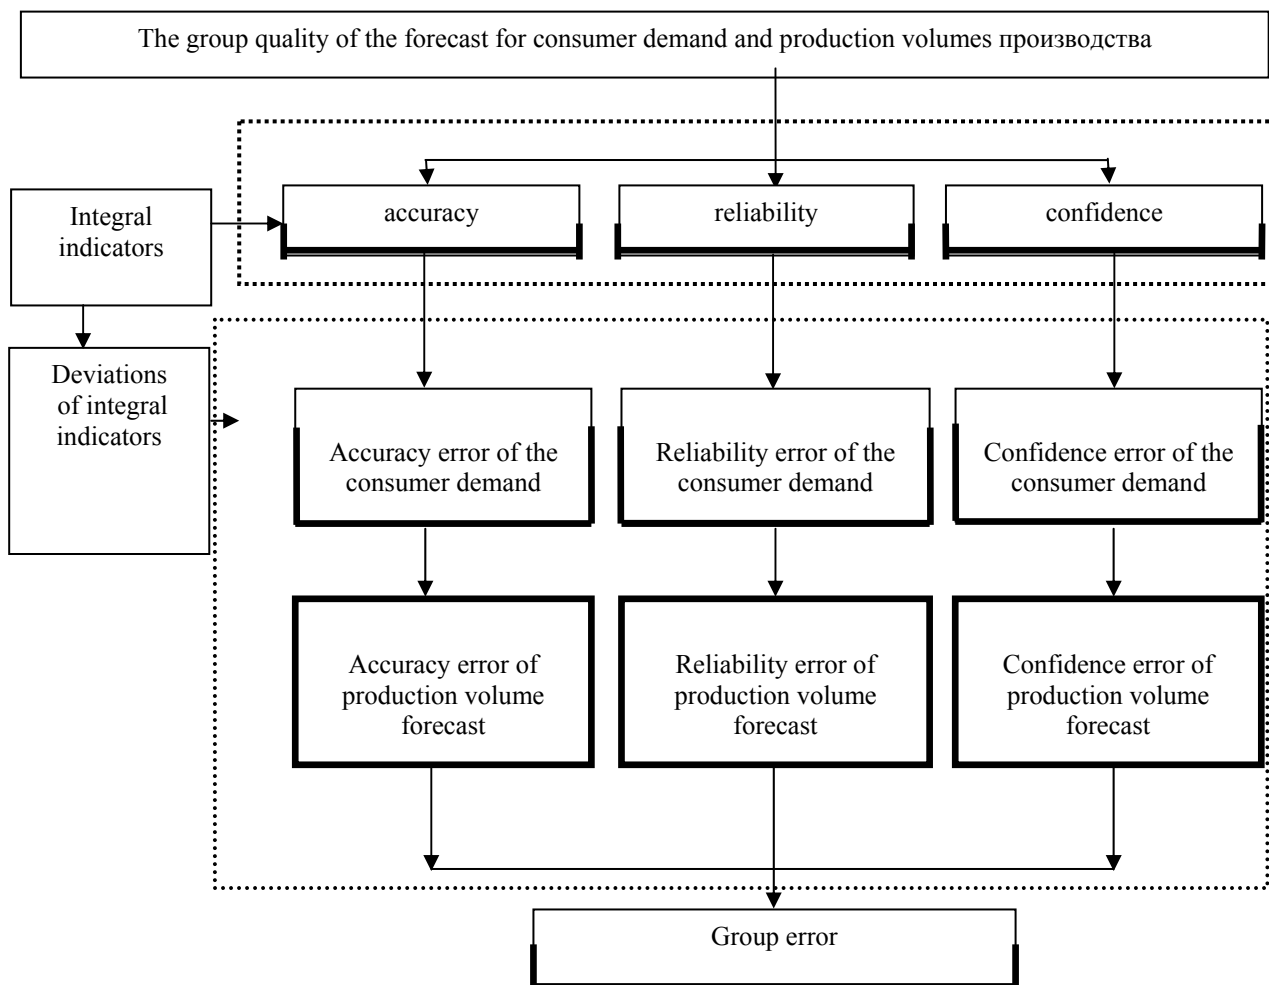 The group quality of the forecast for consumer demand and production volumes производства
Integral
indicators
accuracy
reliability
confidence
Deviations
of integral
indicators
Accuracy error of the
consumer demand
Reliability error of the
consumer demand
Confidence error of the
consumer demand
Accuracy error of
production volume
forecast
Reliability error of
production volume
forecast
Confidence error of
production volume
forecast
Group error